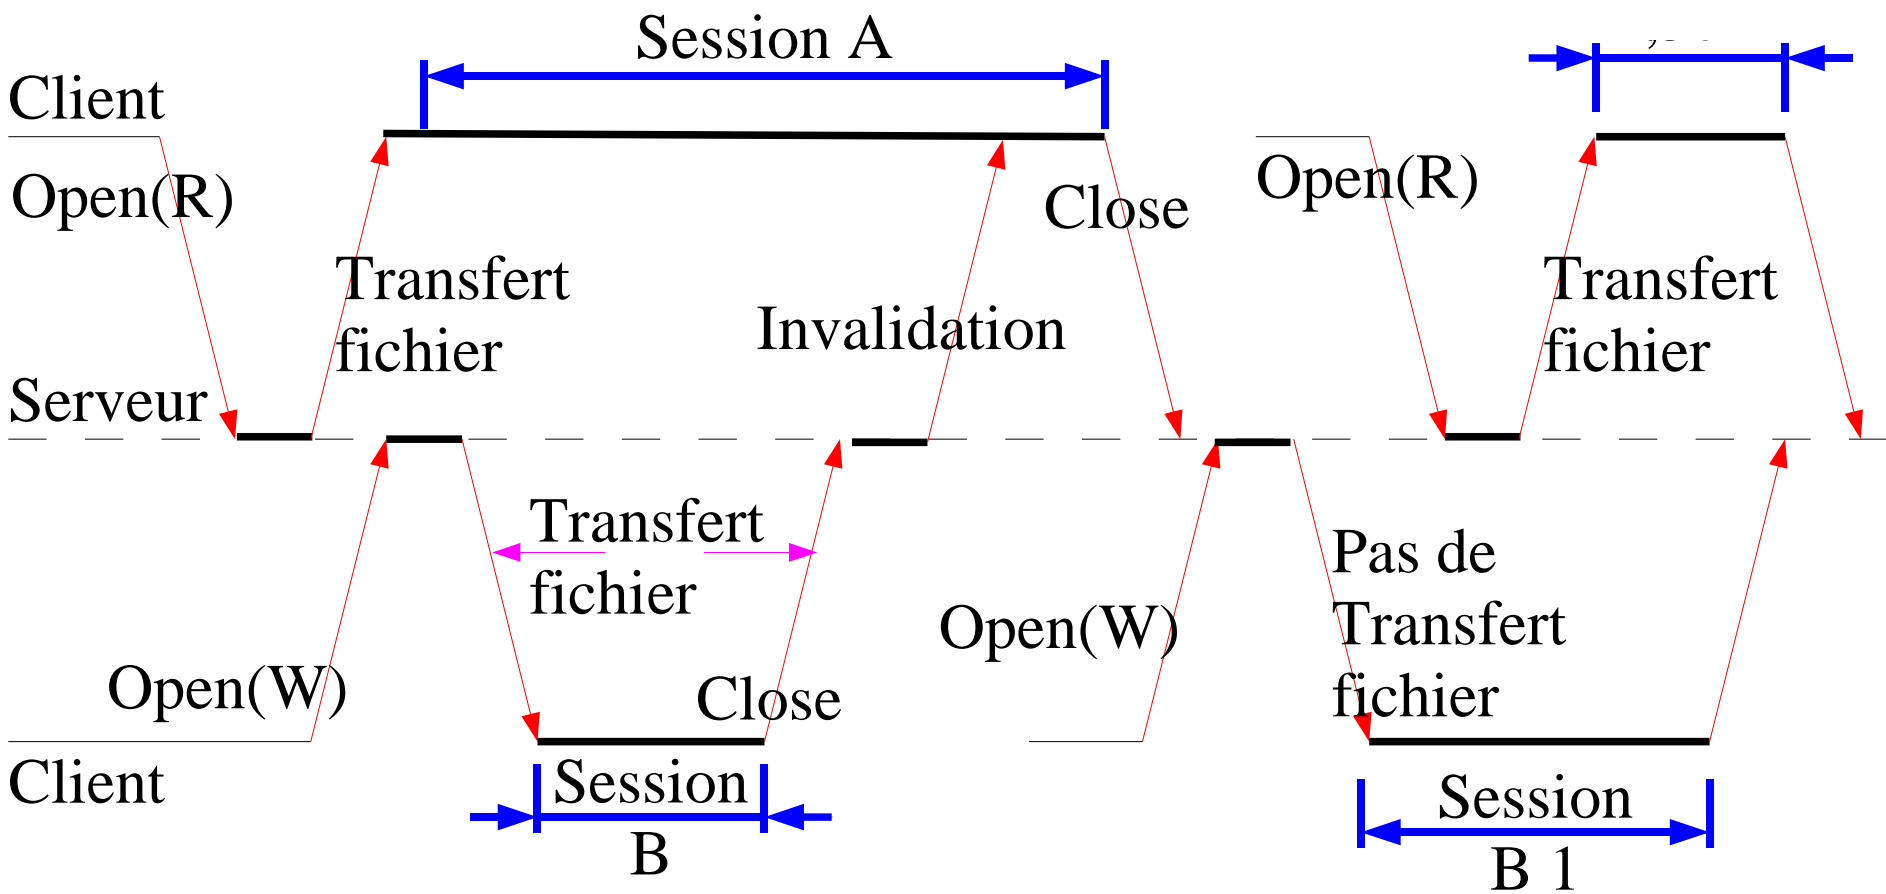 Session A
Client
Open(R)
Open(R)
Close
Transfert
fichier
Invalidation
Transfert
fichier
Serveur
Transfert
fichier
Pas de
Transfert
fichier
Open(W)
Open(W)
Close
Client
Session
B
Session
B 1